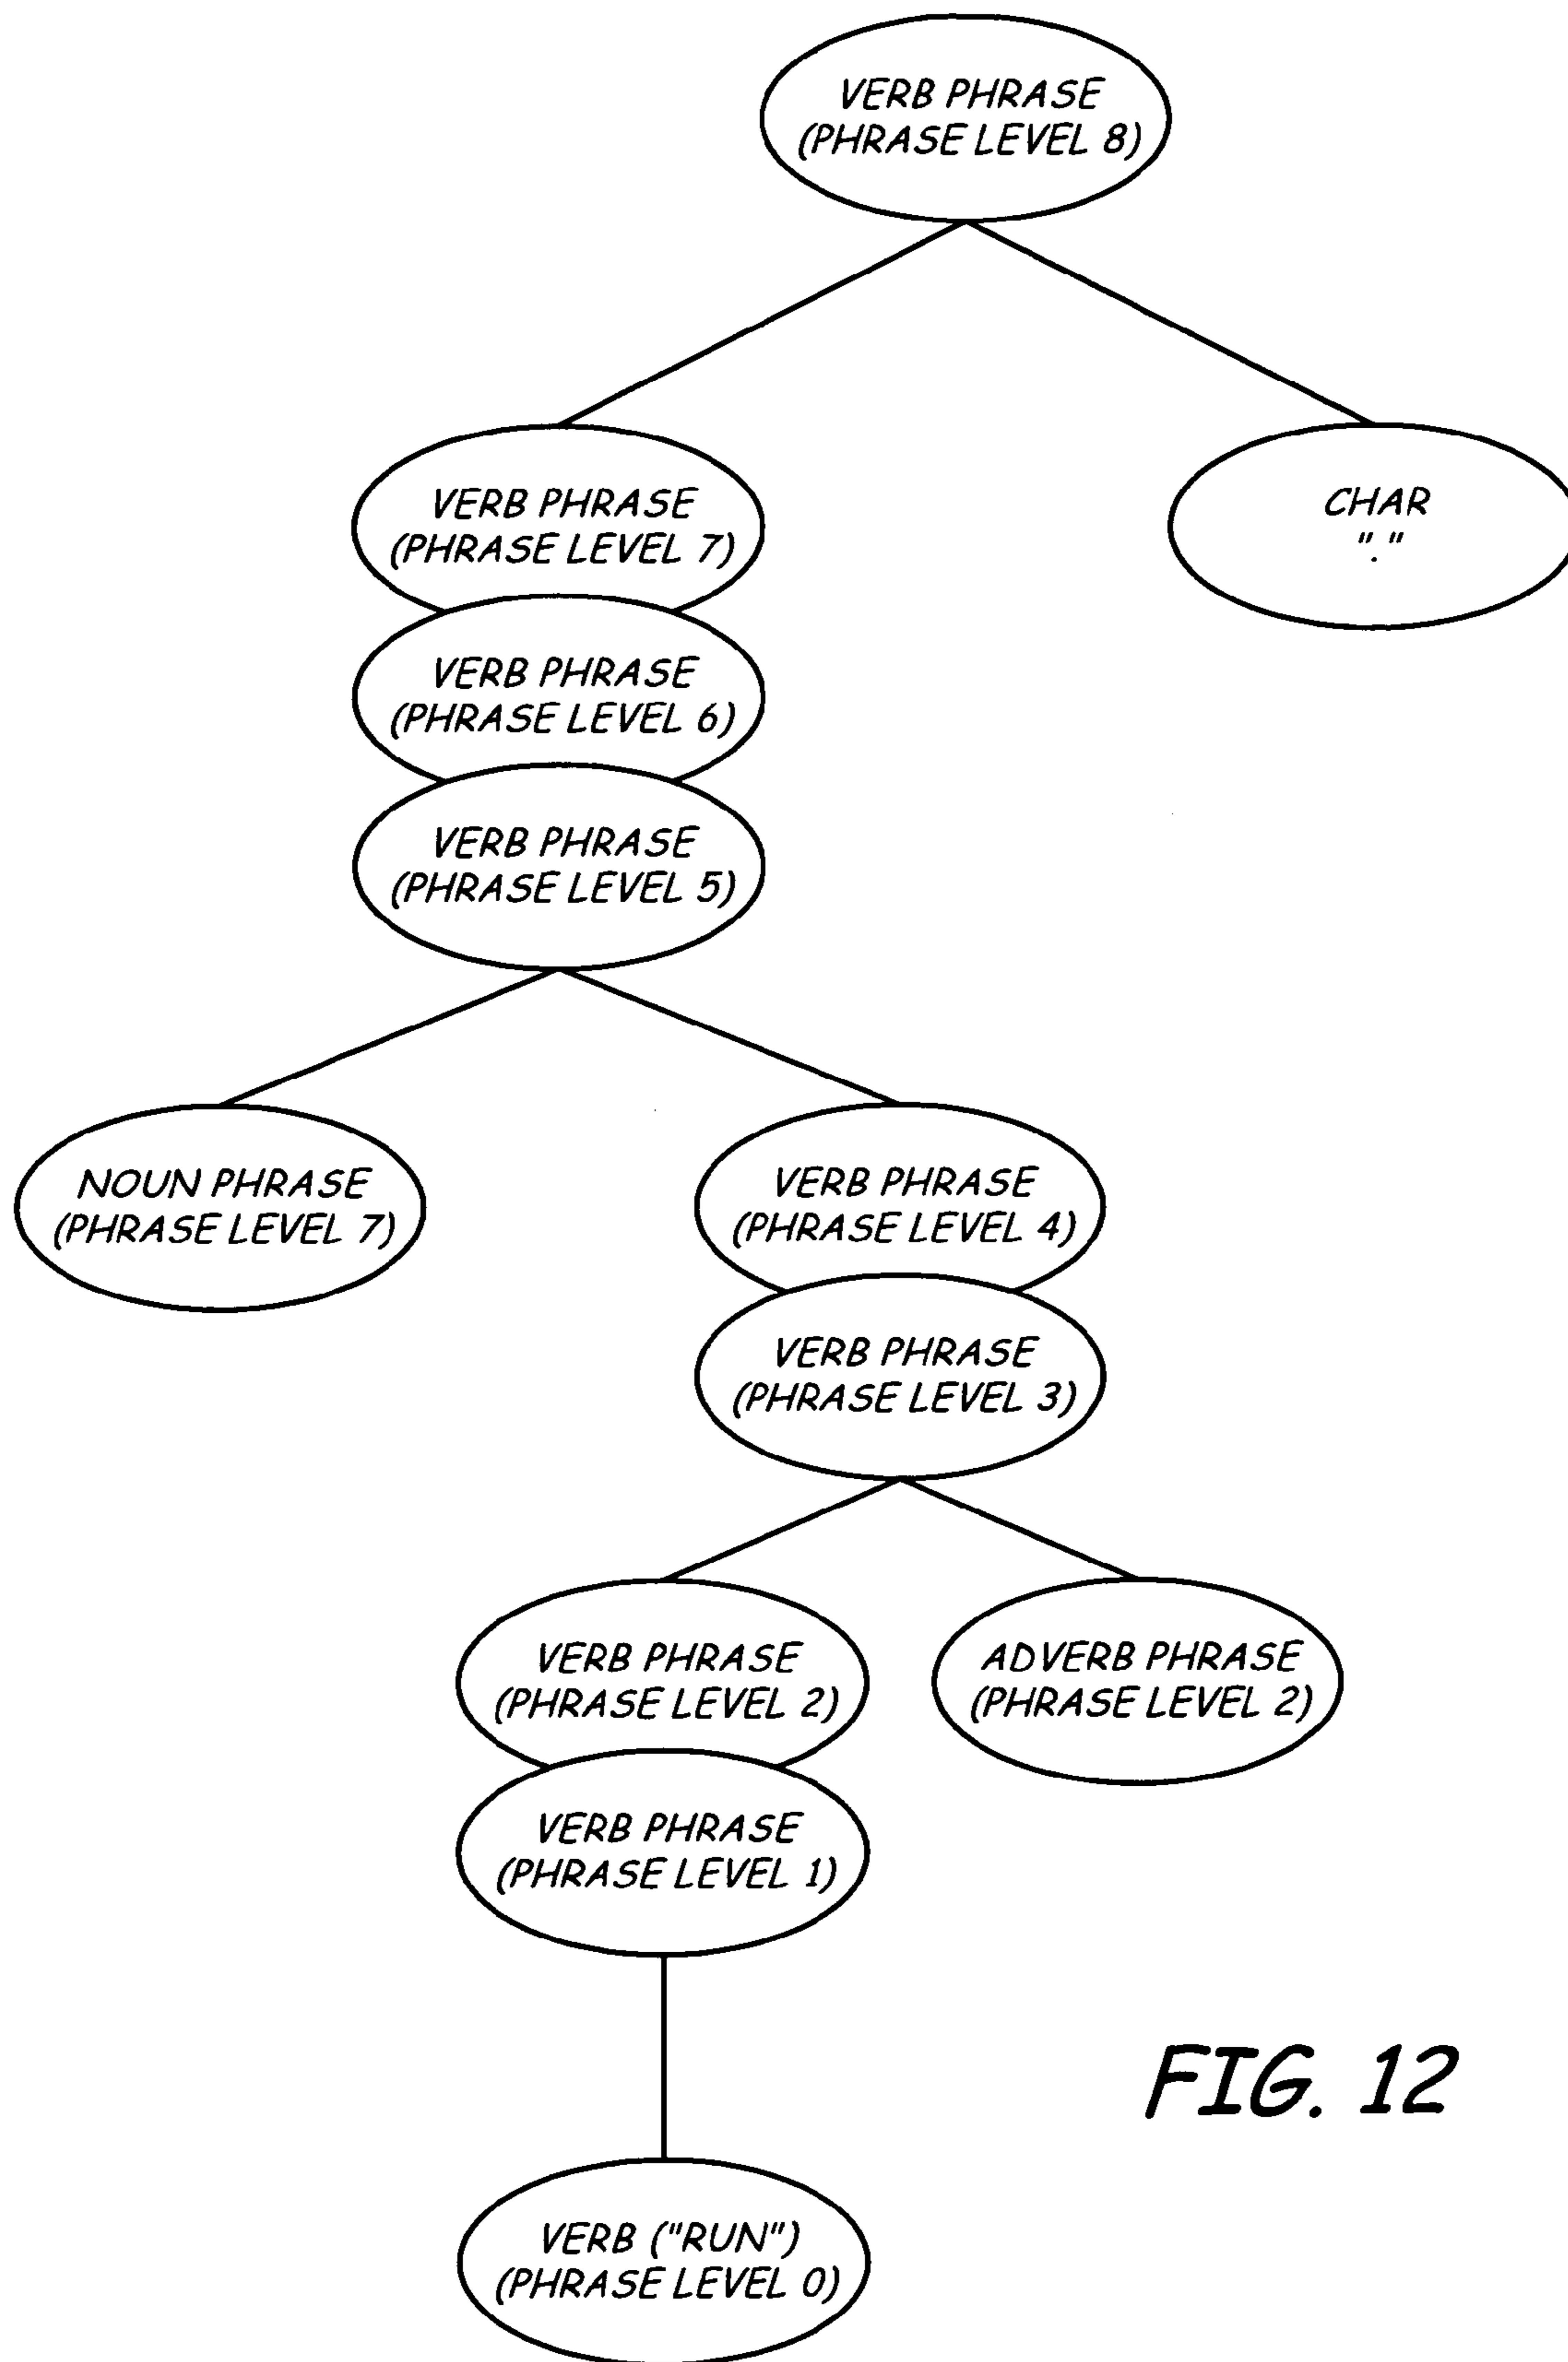 VERB PHRASE
(PHRASE LEVEL 8)
VERB PHRASE
(PHRASE LEVEL 7)
CHAR
"."
VERB PHRASE
(PHRASE LEVEL 6)
VERB PHRASE
(PHRASE LEVEL 5)
NOUN PHRASE
(PHRASE LEVEL 7)
VERB PHRASE
(PHRASE LEVEL 4)
VERB PHRASE
(PHRASE LEVEL 3)
VERB PHRASE
(PHRASE LEVEL 2)
ADVERB PHRASE
(PHRASE LEVEL 2)
VERB PHRASE
(PHRASE LEVEL 1)
FIG. 12
VERB ("RUN")
(PHRASE LEVEL 0)